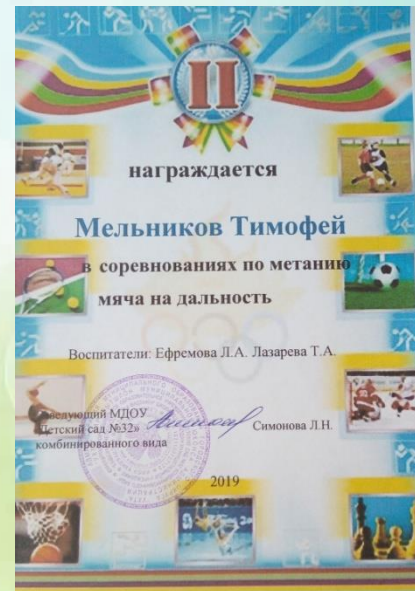 II
награждается
Мельников Тимофей
в соревнованиях по метанию
мяча на дальность
Воспитатели: Ефремова Л.А. Лазарева Т.А.
Заведующий МДОУ
«Детский сад №32» Симонова Л.Н.
комбинированного вида
2019